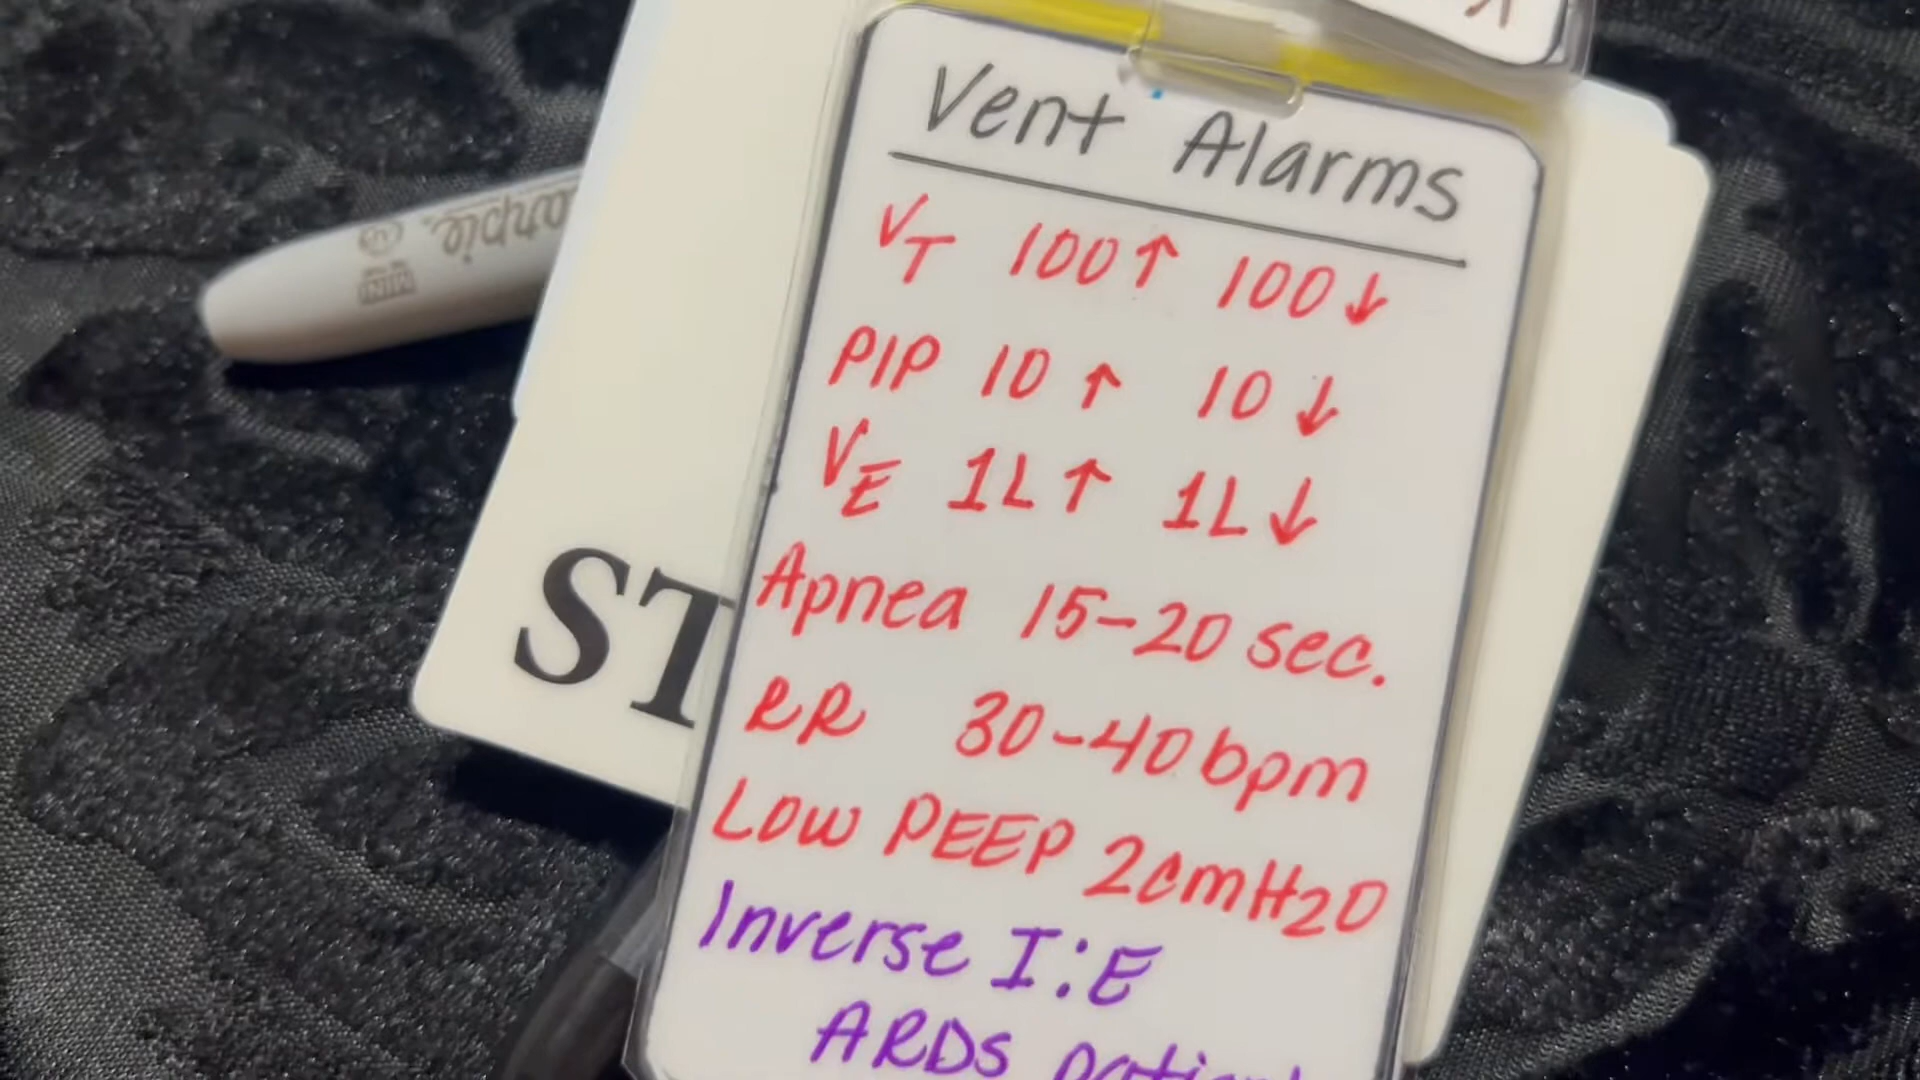 Vent Alarms
VT 100↑ 100↓
PIP 10↑ 10↓
VE 1L↑ 1L↓
Apnea 15-20 sec.
RR 30-40 bpm
Low PEEP 2cmH2O
Inverse I:E
ARDs
ST
MINI